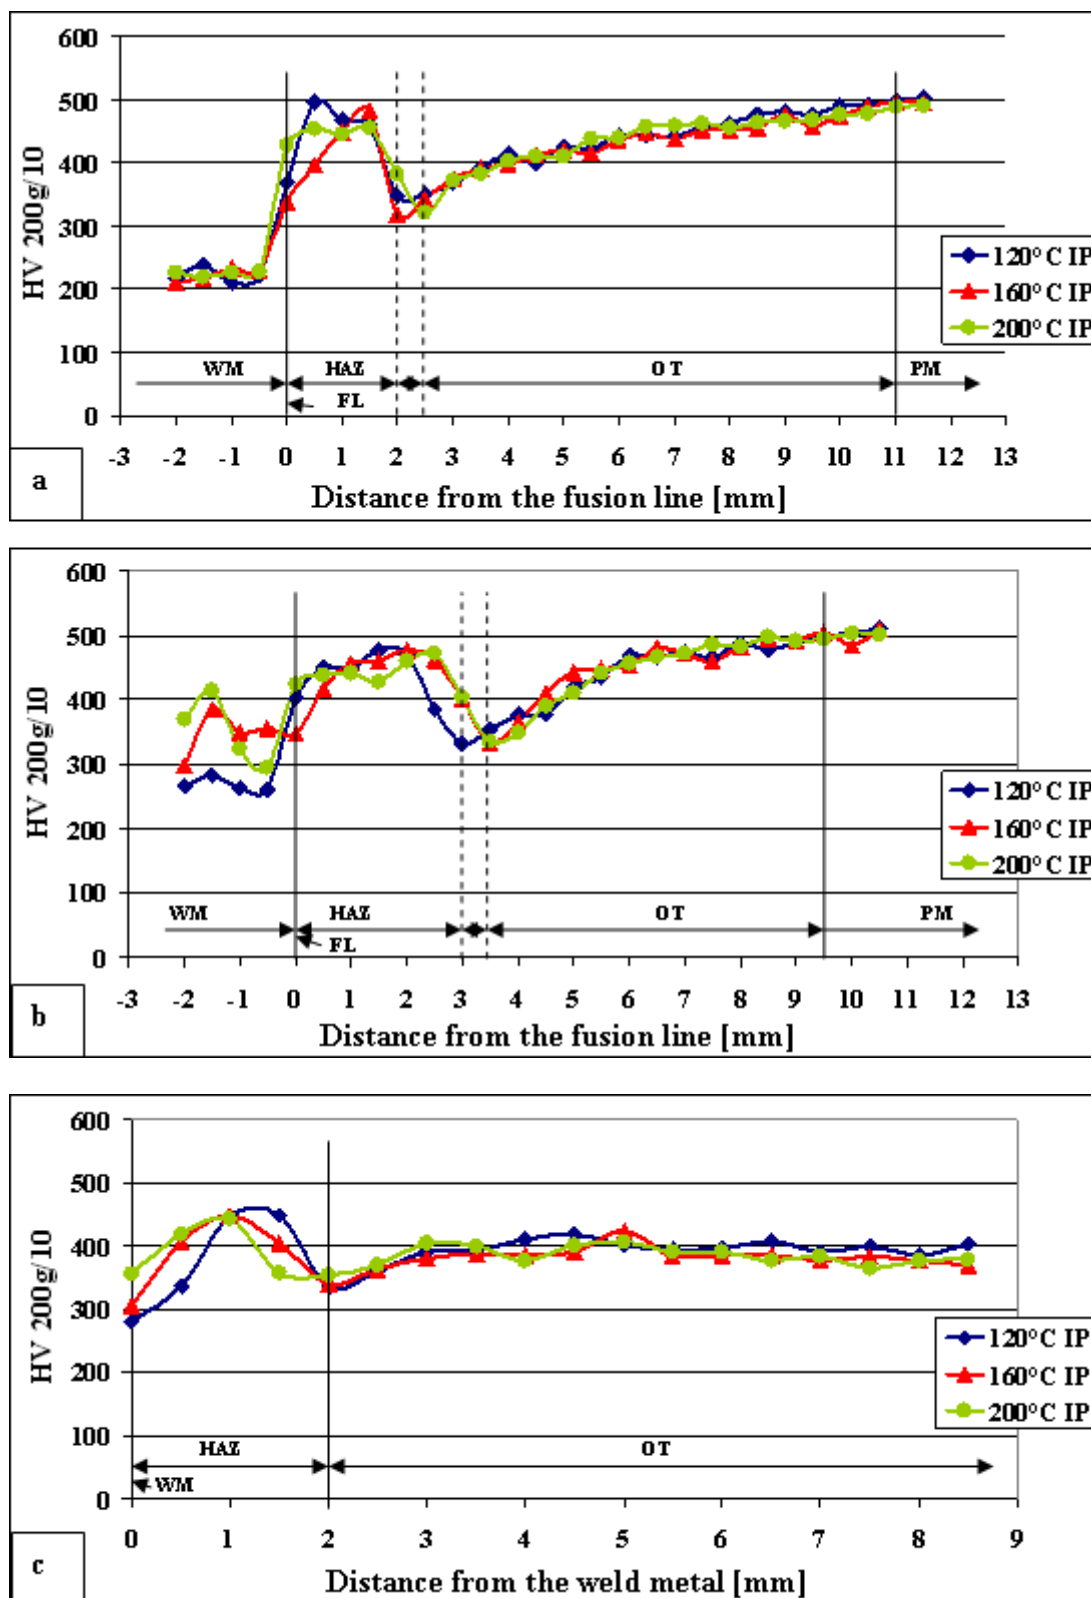 600
500
400
300
200
100
0
HV 200g/10
120°C IP
160°C IP
200°C IP
WM HAZ OT PM
FL
-3 -2 -1 0 1 2 3 4 5 6 7 8 9 10 11 12 13
a
Distance from the fusion line [mm]
600
500
400
300
200
100
0
HV 200g/10
120°C IP
160°C IP
200°C IP
WM HAZ OT PM
FL
-3 -2 -1 0 1 2 3 4 5 6 7 8 9 10 11 12 13
b
Distance from the fusion line [mm]
600
500
400
300
200
100
0
HV 200g/10
120°C IP
160°C IP
200°C IP
HAZ OT
WM
0 1 2 3 4 5 6 7 8 9
c
Distance from the weld metal [mm]